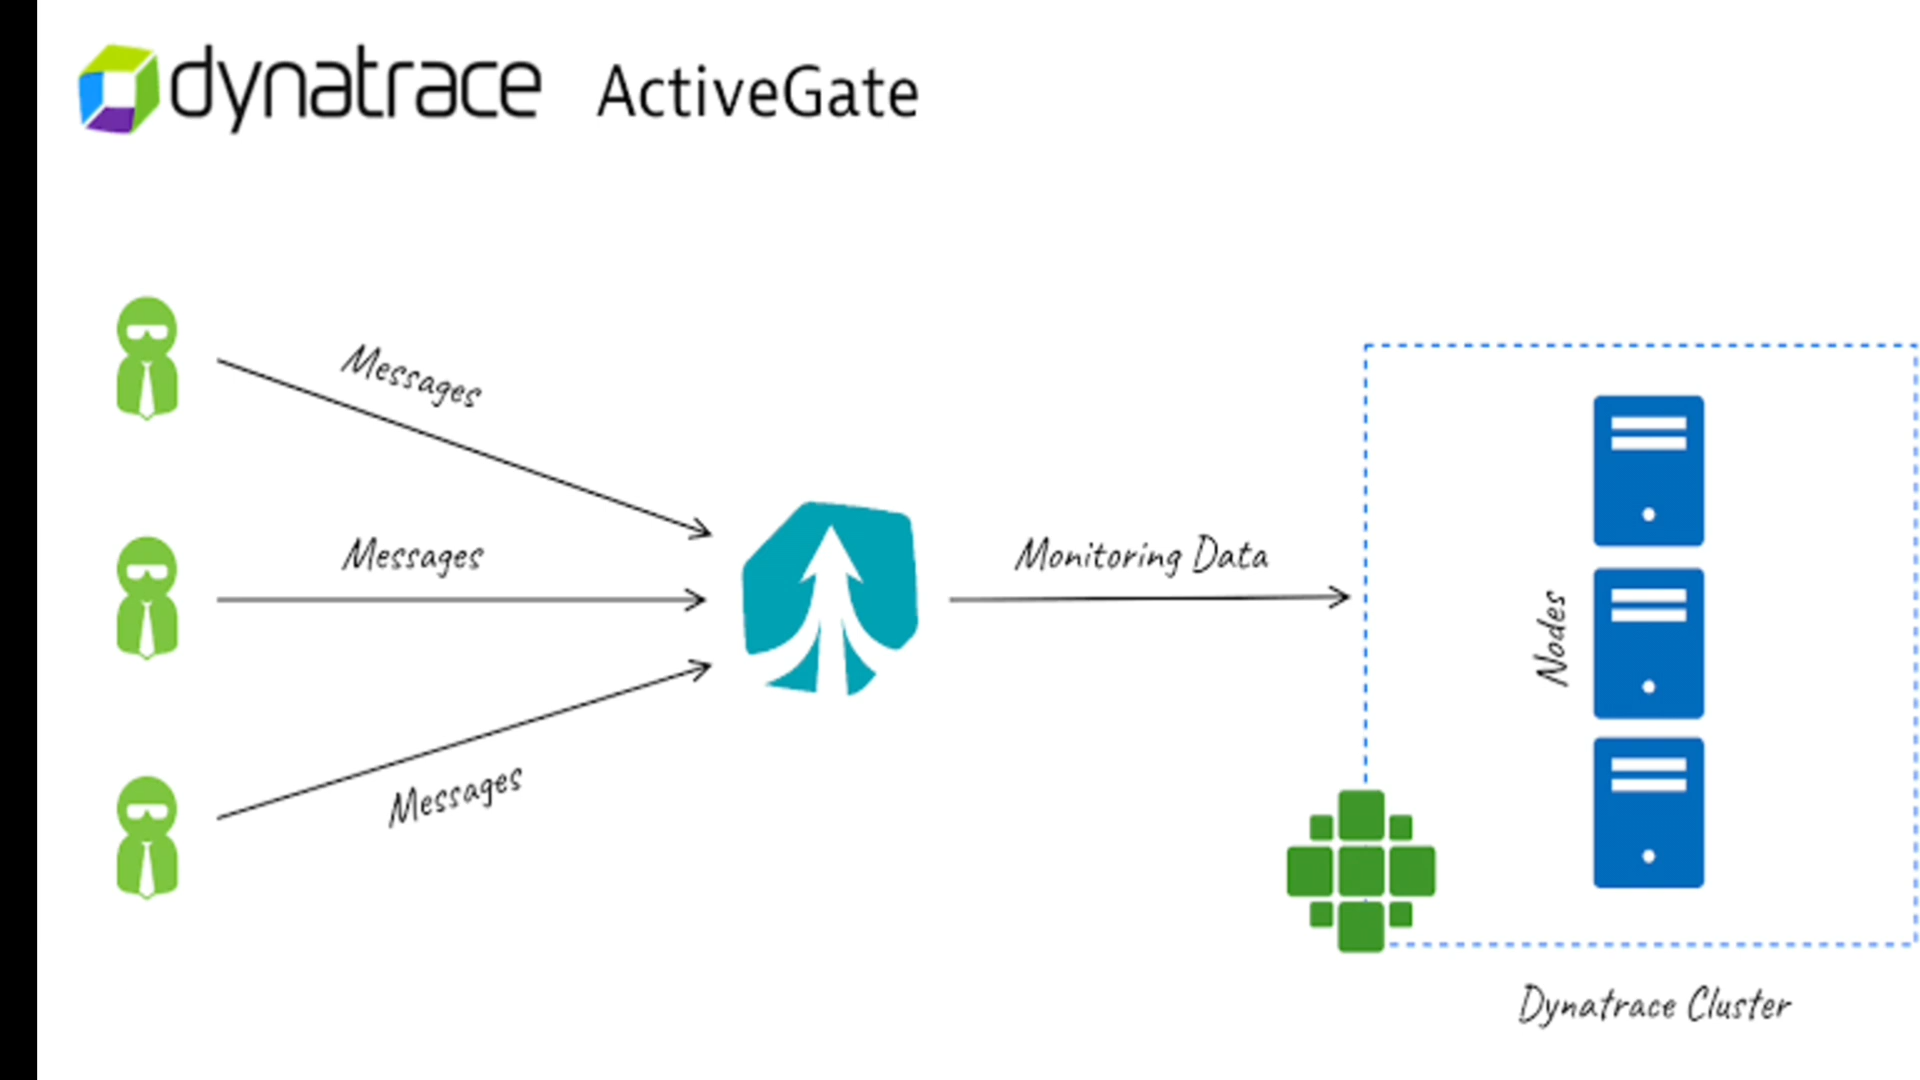 dynatrace ActiveGate
Messages
Messages
Monitoring Data
Nodes
Messages
Dynatrace Cluster